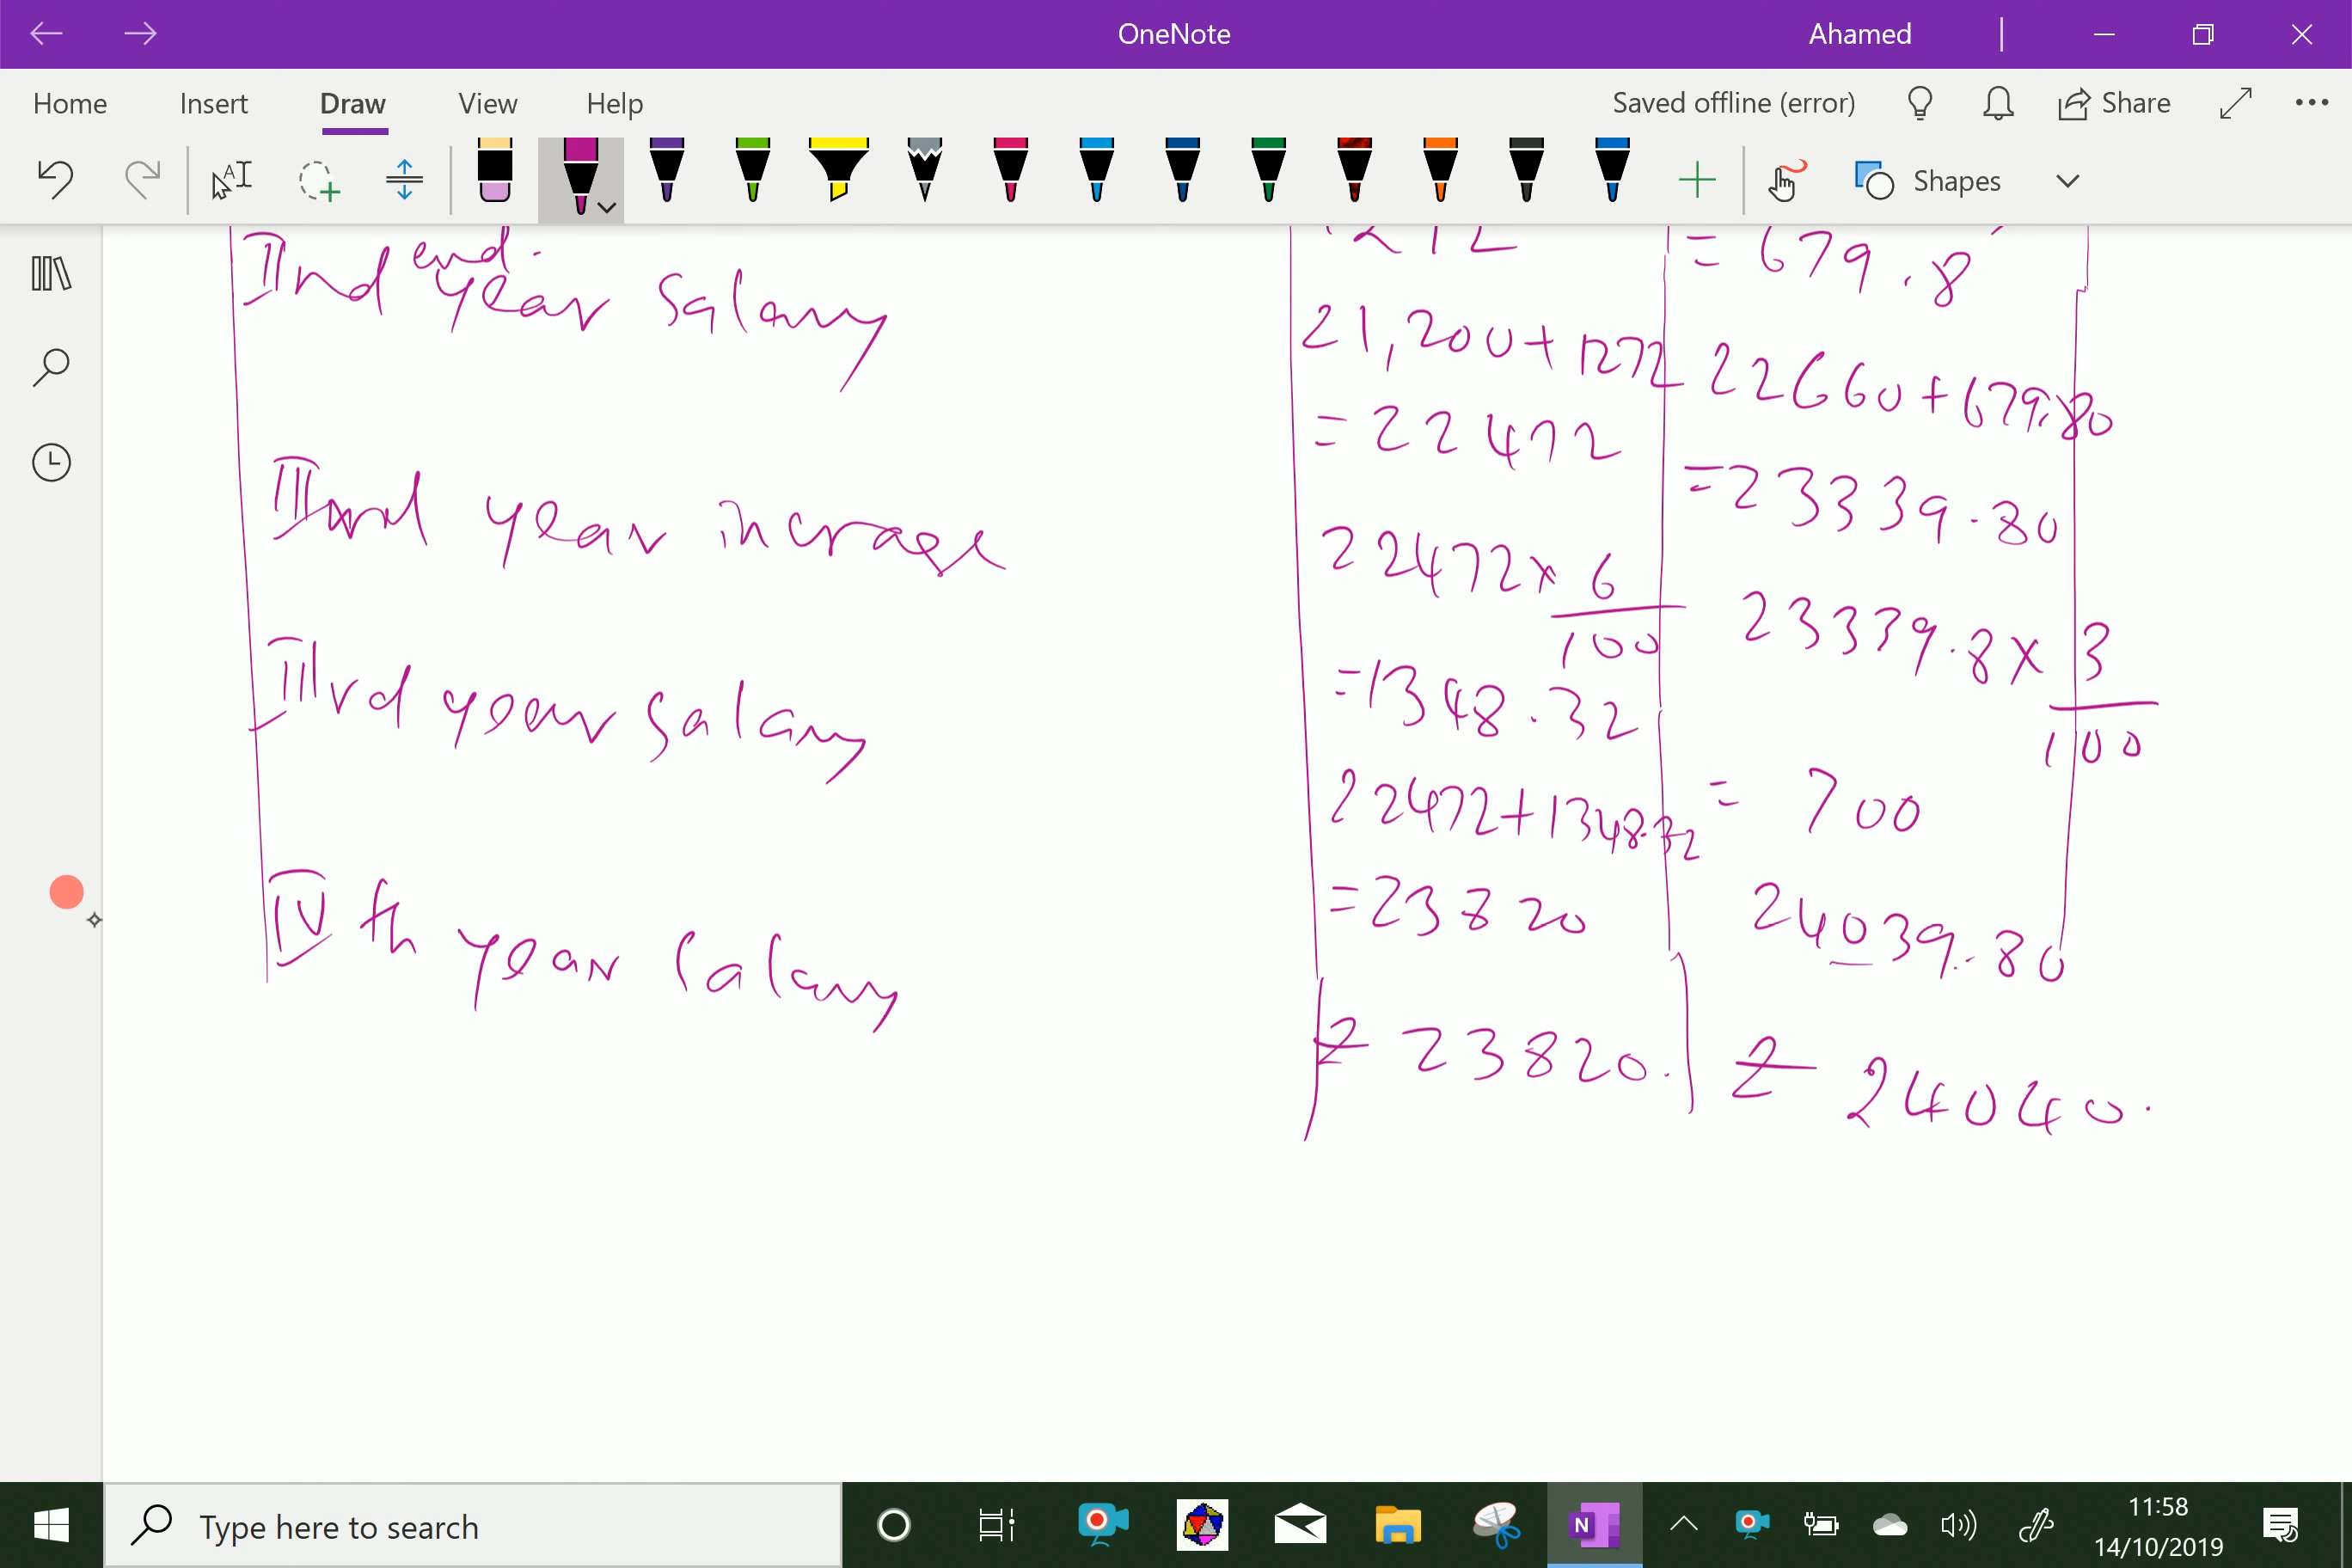 OneNote
Ahamed
Home Insert Draw View Help
Saved offline (error) Share
Shapes
IInd end. year salary
= 679.8
21,200 + 1272
= 22472
22660 + 679.80
= 23339.80
year increase
22472 × 6/100
= 1348.32
23339.8 × 3/100
= 700
IIIrd year salary
22472 + 1348.32
= 23820
24039.80
IV th year salary
23820.
24040.
Type here to search
11:58
14/10/2019